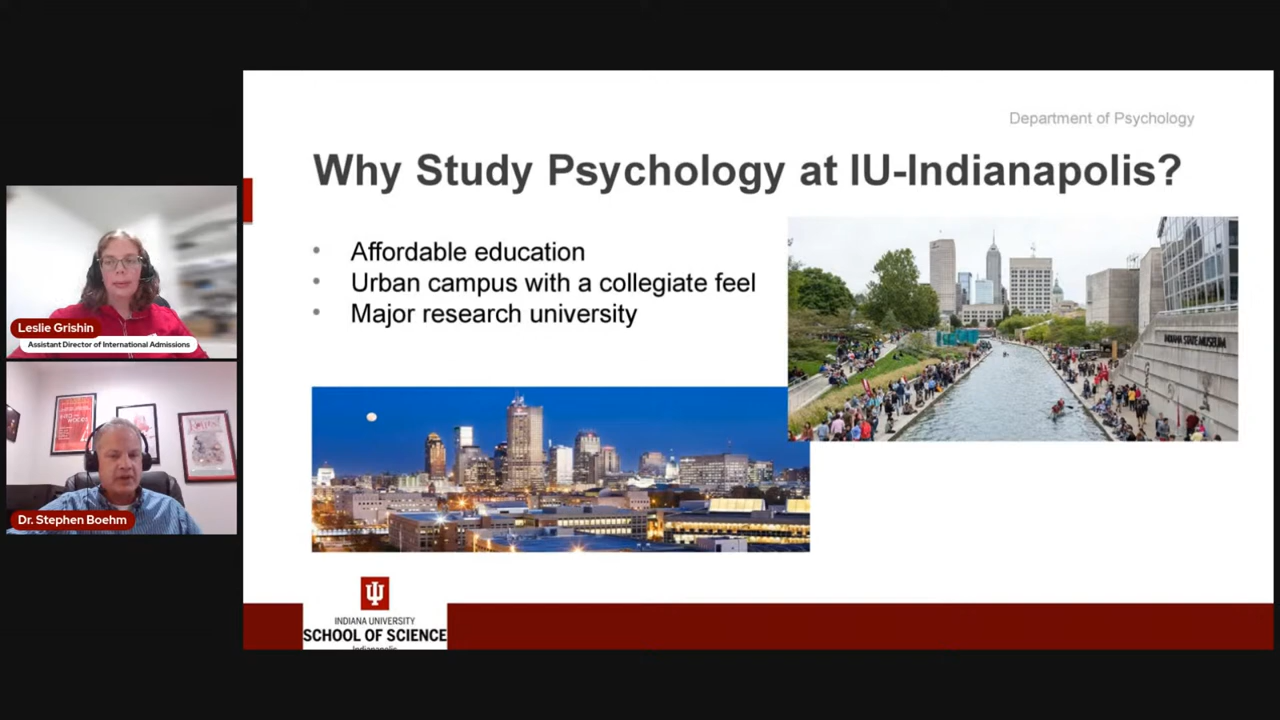 Department of Psychology
Why Study Psychology at IU-Indianapolis?
• Affordable education
• Urban campus with a collegiate feel
• Major research university
INDIANA STATE MUSEUM
Leslie Grishin
Assistant Director of International Admissions
Dr. Stephen Boehm
INDIANA UNIVERSITY
SCHOOL OF SCIENCE
Indianapolis